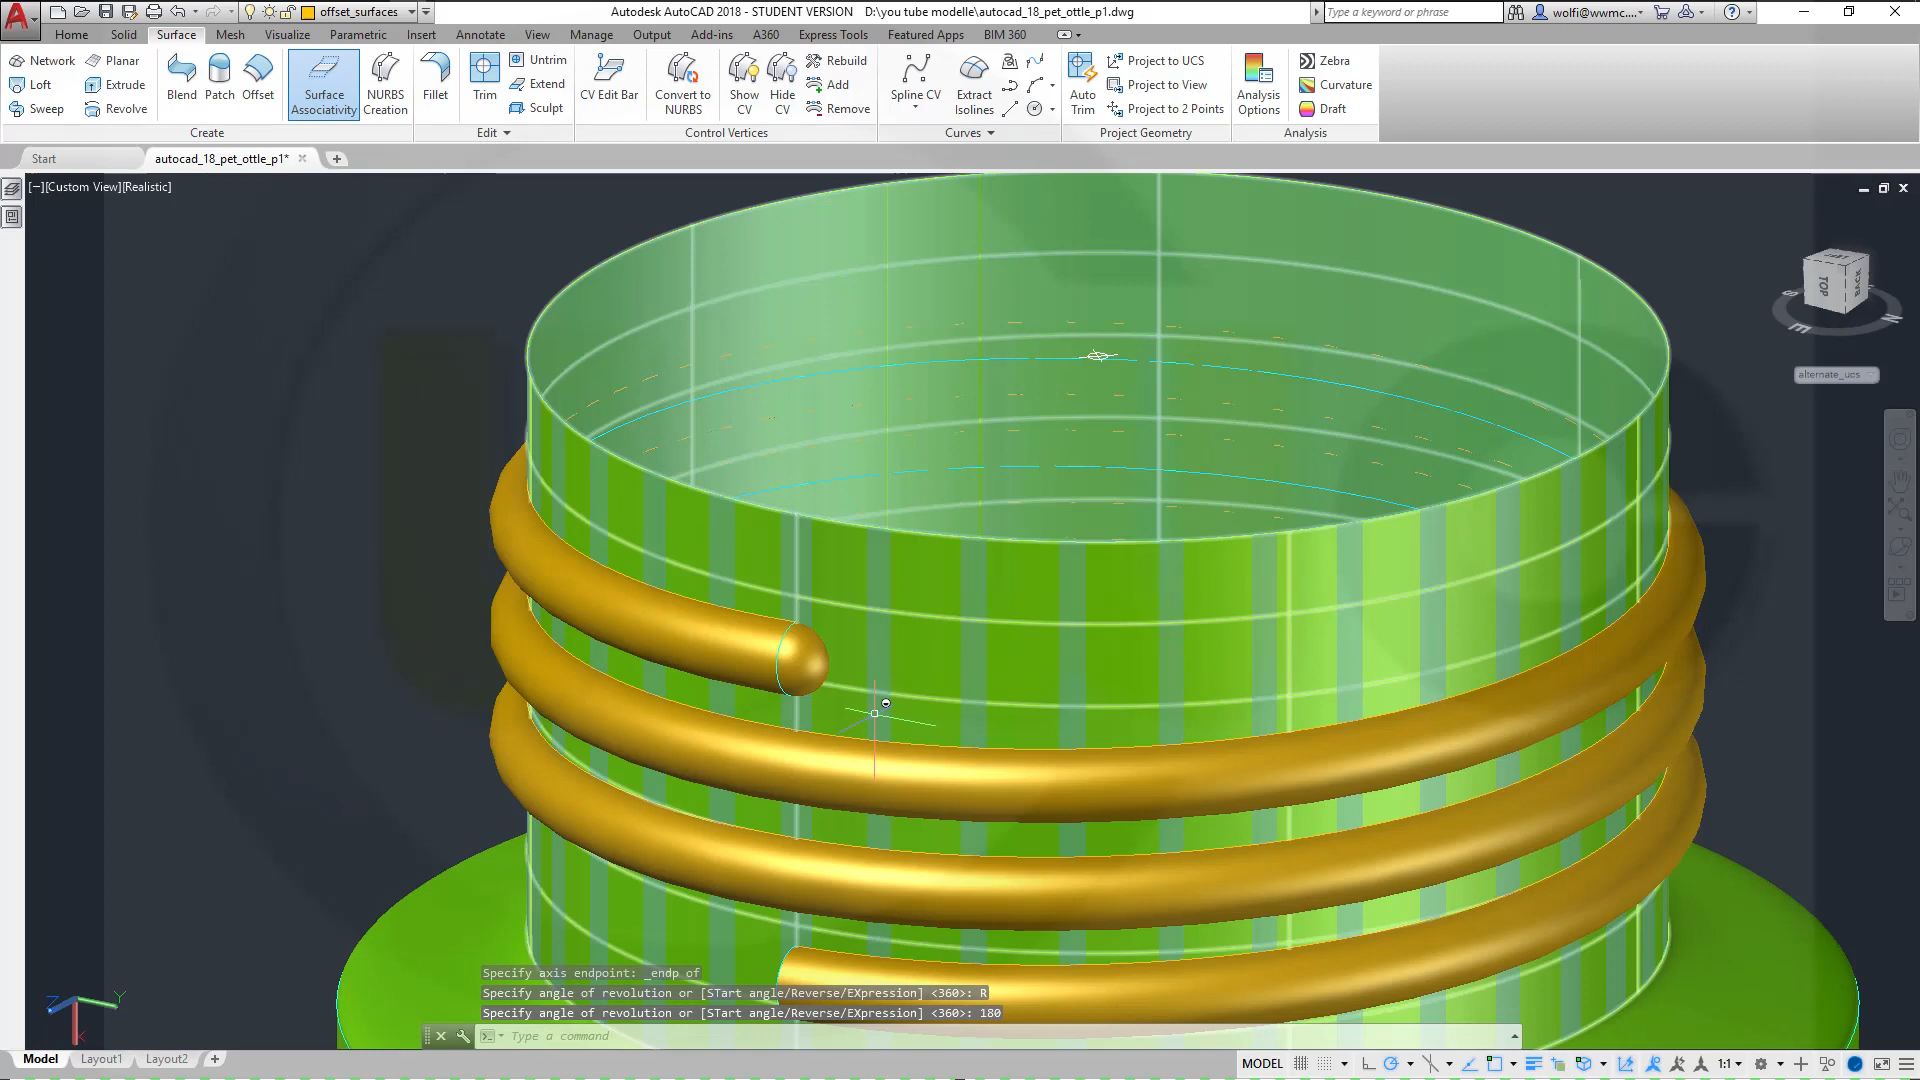 offset_surfaces
Autodesk AutoCAD 2018 - STUDENT VERSION D:\you tube modelle\autocad_18_pet_ottle_p1.dwg
Type a keyword or phrase
wolfi@wwmc...
Home Solid Surface Mesh Visualize Parametric Insert Annotate View Manage Output Add-ins A360 Express Tools Featured Apps BIM 360
Network Planar
Loft Extrude
Sweep Revolve
Blend Patch Offset
Surface Associativity
NURBS Creation
Fillet Trim
Untrim
Extend
Sculpt
CV Edit Bar
Convert to NURBS
Show CV
Hide CV
Rebuild
Add
Remove
Spline CV
Extract Isolines
Auto Trim
Project to UCS
Project to View
Project to 2 Points
Analysis Options
Zebra
Curvature
Draft
Create Edit Control Vertices Curves Project Geometry Analysis
Start autocad_18_pet_ottle_p1*
[−][Custom View][Realistic]
TOP BACK
E N
alternate_ucs
Specify axis endpoint: _endp of
Specify angle of revolution or [STart angle/Reverse/EXpression] <360>: R
Specify angle of revolution or [STart angle/Reverse/EXpression] <360>: 180
Type a command
Z Y
Model Layout1 Layout2
MODEL 1:1